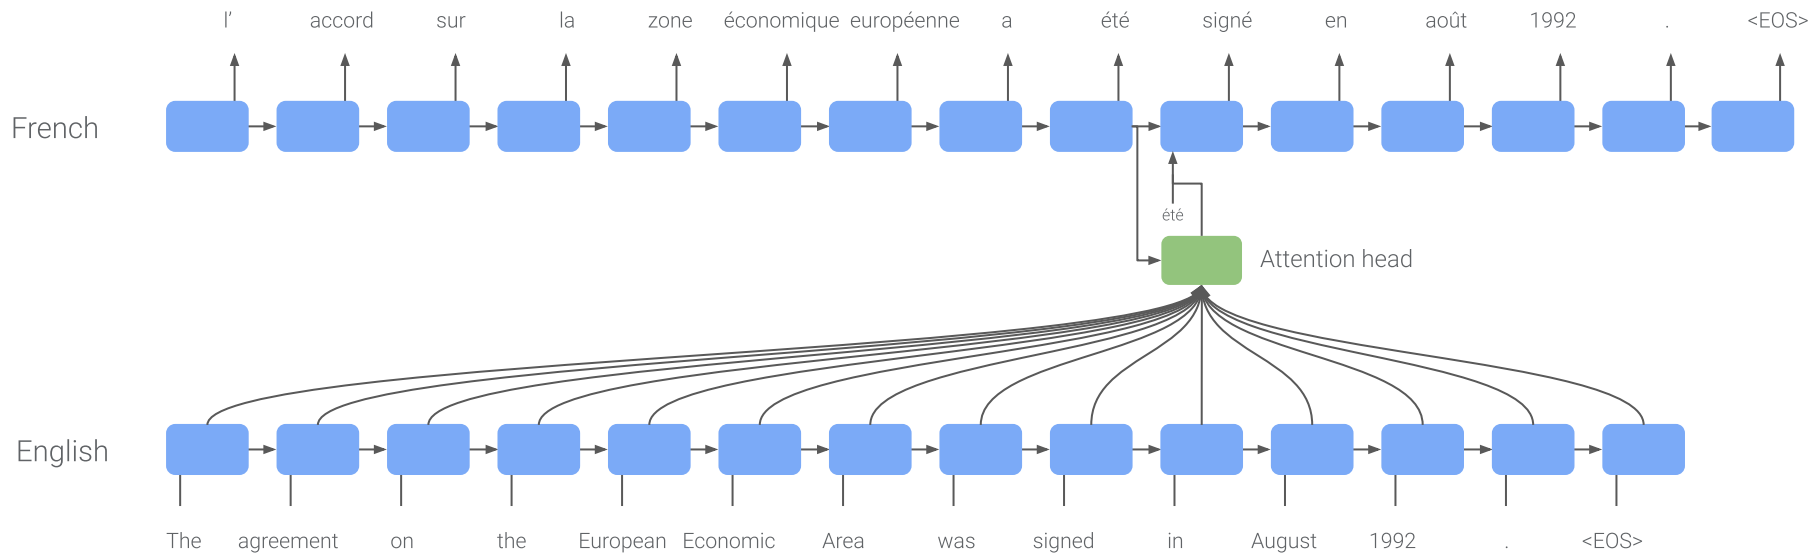 l’ accord sur la zone économique européenne a été signé en août 1992 . <EOS>
French
été
Attention head
English
The agreement on the European Economic Area was signed in August 1992 . <EOS>